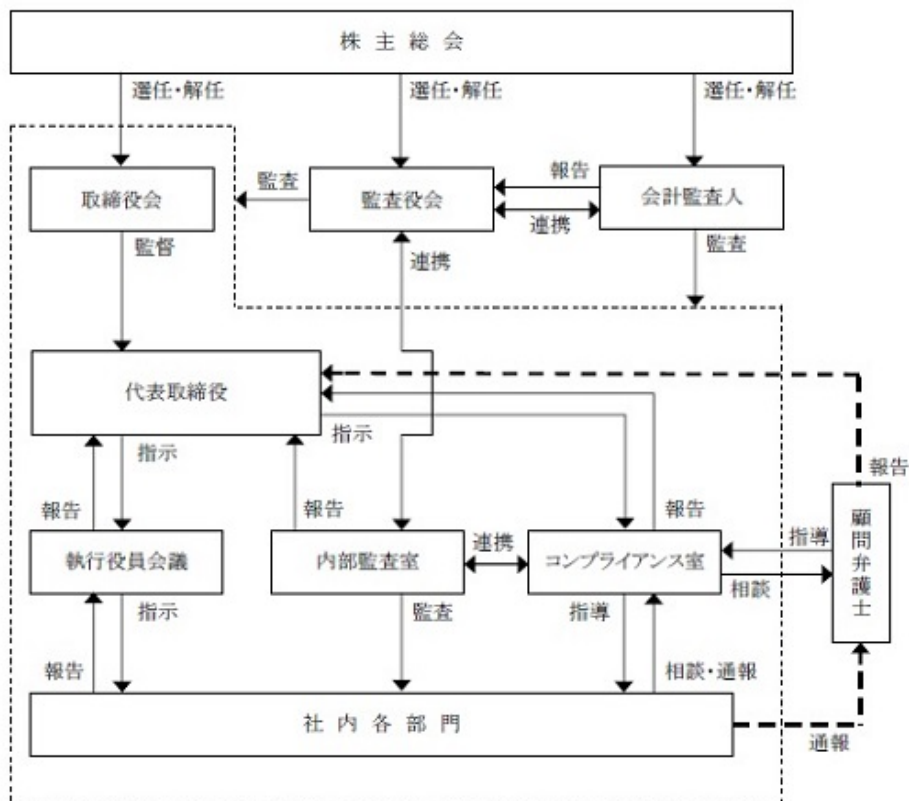 株主総会
選任・解任
選任・解任
選任・解任
取締役会
監査
監査役会
報告
連携
会計監査人
監督
連携
監査
代表取締役
指示
指示
報告
報告
報告
報告
執行役員会議
内部監査室
連携
コンプライアンス室
指導
相談
顧問弁護士
指示
監査
指導
報告
相談・通報
社内各部門
通報